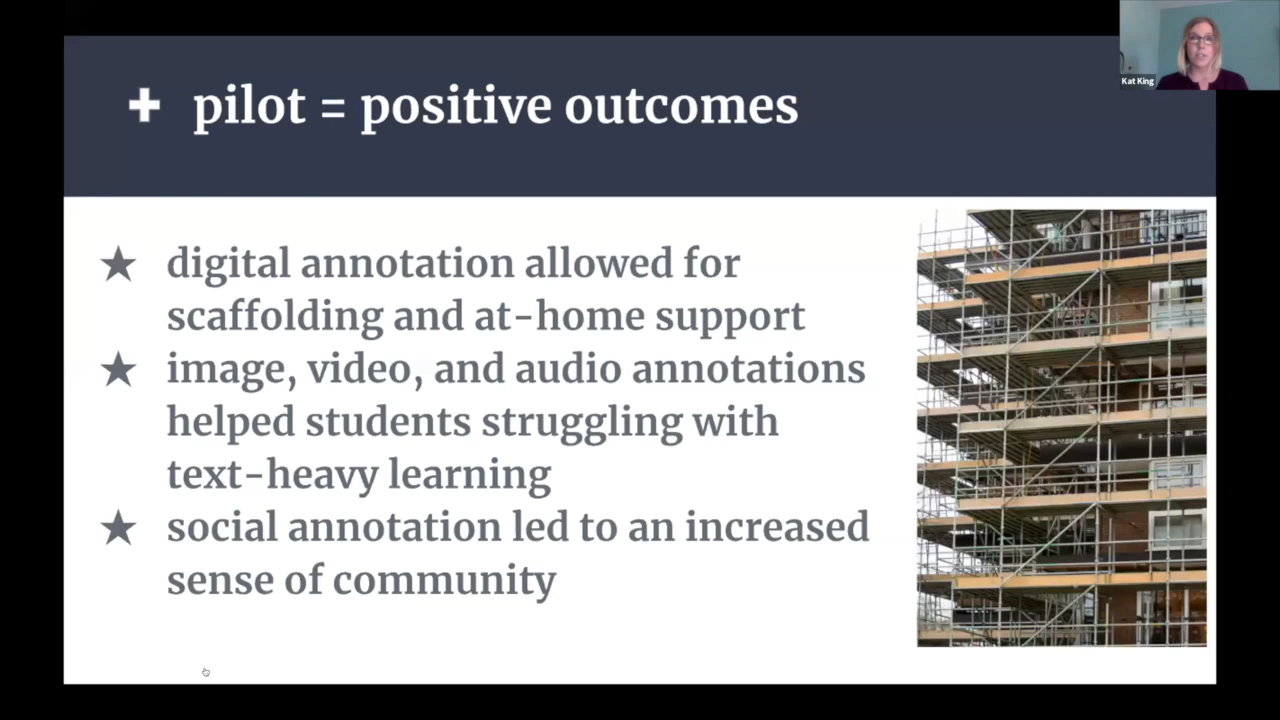 + pilot = positive outcomes
Kat King
★ digital annotation allowed for
scaffolding and at-home support
★ image, video, and audio annotations
helped students struggling with
text-heavy learning
★ social annotation led to an increased
sense of community